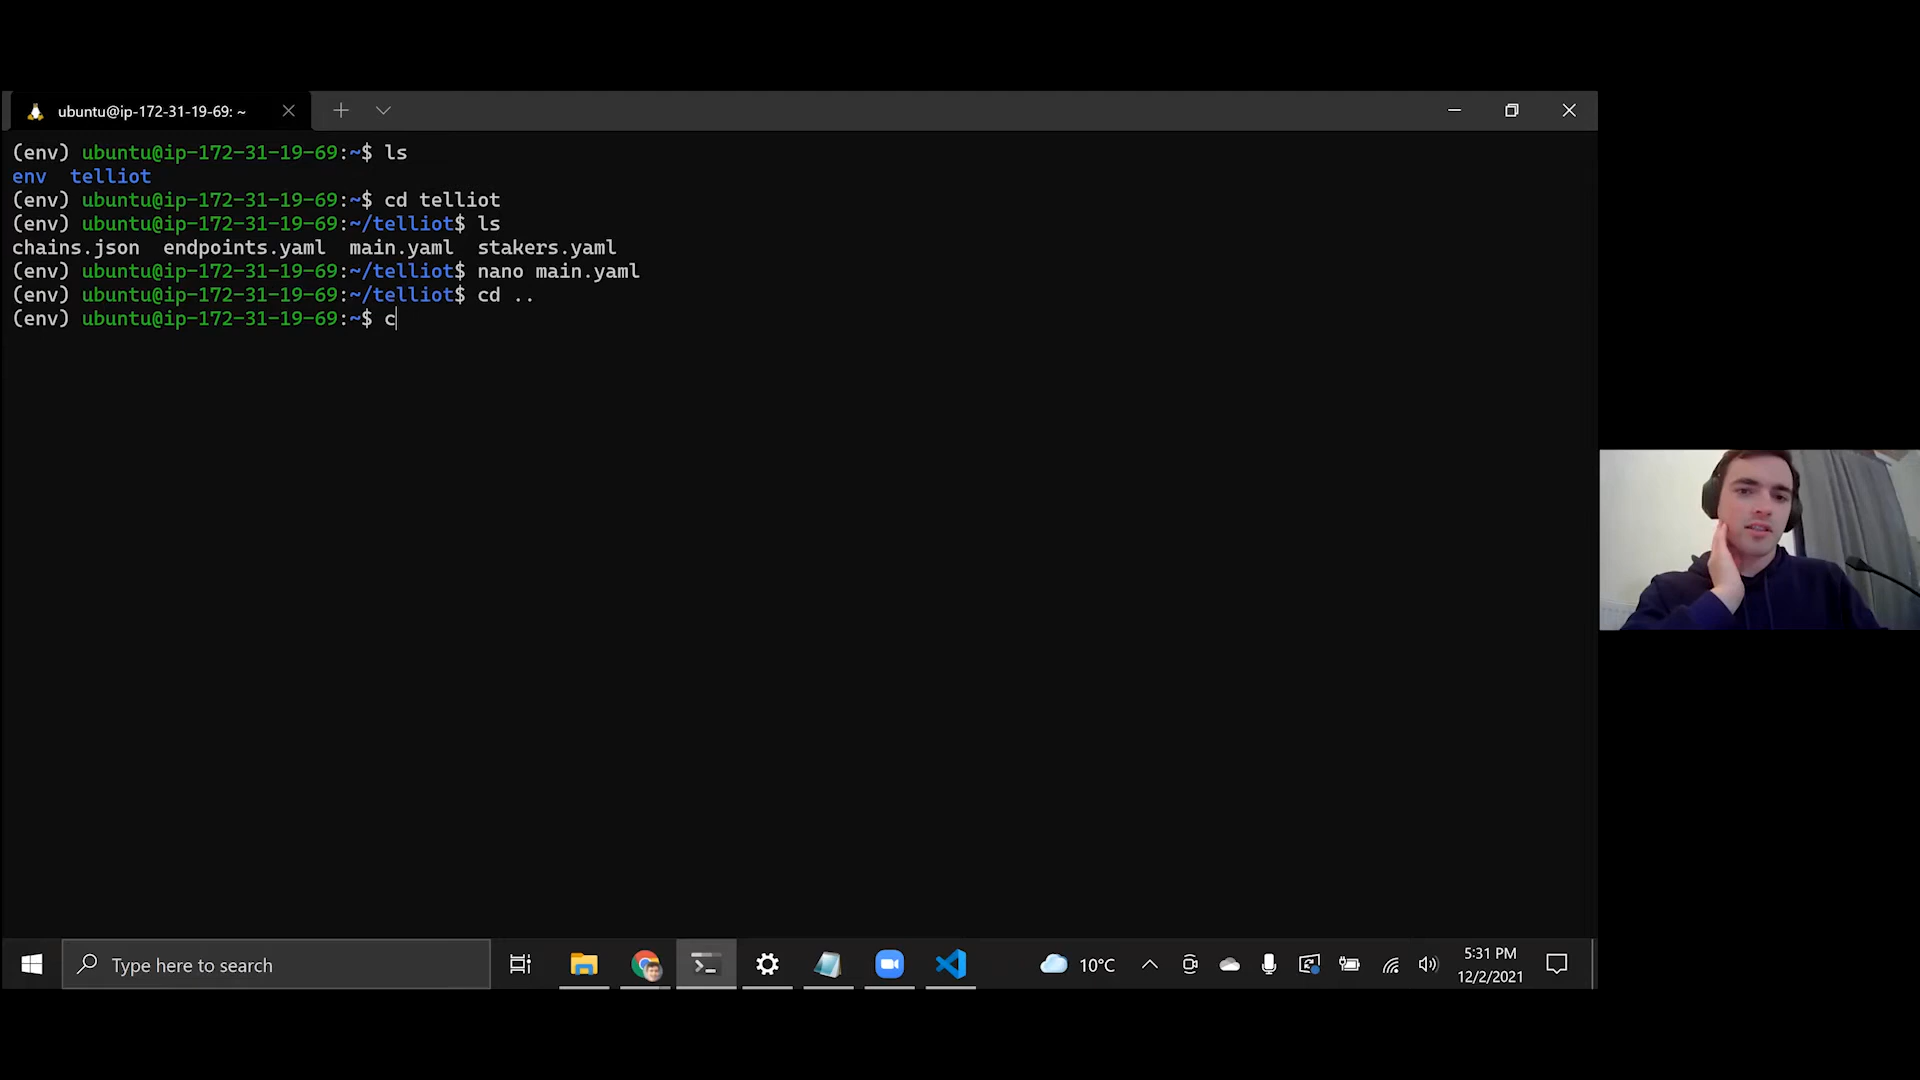 ubuntu@ip-172-31-19-69: ~
(env) ubuntu@ip-172-31-19-69:~$ ls
env  telliot
(env) ubuntu@ip-172-31-19-69:~$ cd telliot
(env) ubuntu@ip-172-31-19-69:~/telliot$ ls
chains.json  endpoints.yaml  main.yaml  stakers.yaml
(env) ubuntu@ip-172-31-19-69:~/telliot$ nano main.yaml
(env) ubuntu@ip-172-31-19-69:~/telliot$ cd ..
(env) ubuntu@ip-172-31-19-69:~$ c
Type here to search
10°C
5:31 PM
12/2/2021